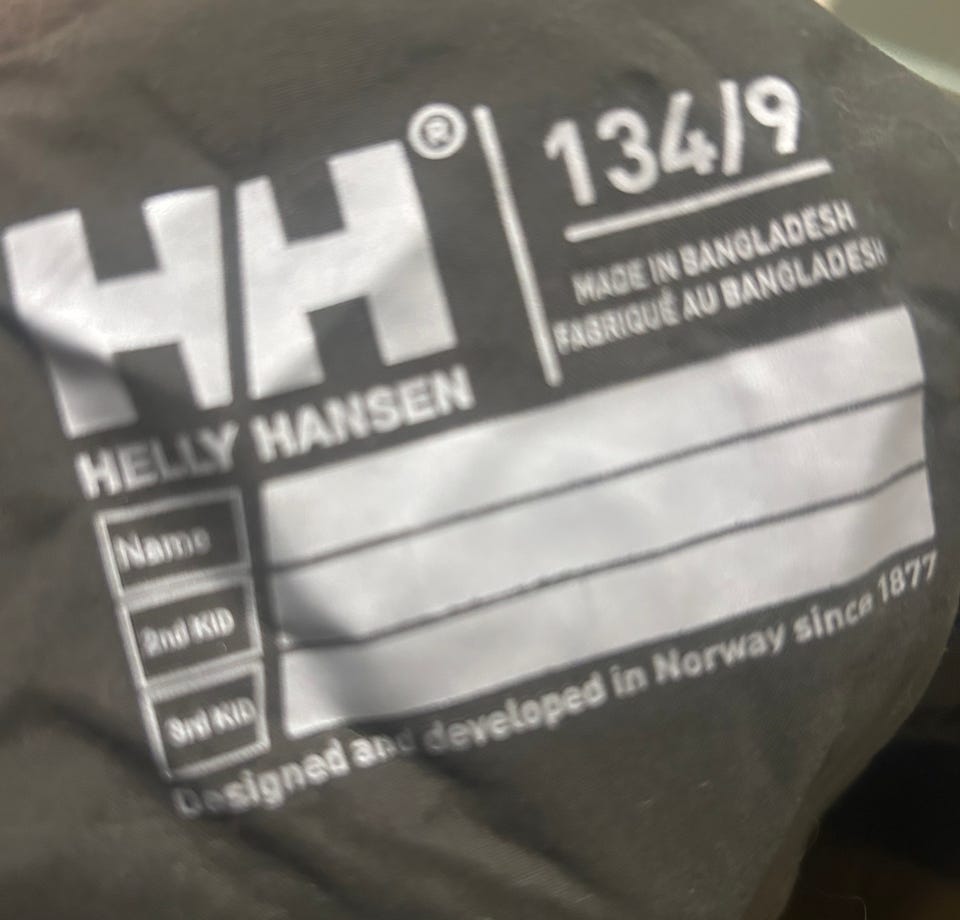 HH®
HELLY HANSEN
134/9
MADE IN BANGLADESH
FABRIQUÉ AU BANGLADESH
Name
2nd KID
3rd KID
Designed and developed in Norway since 1877